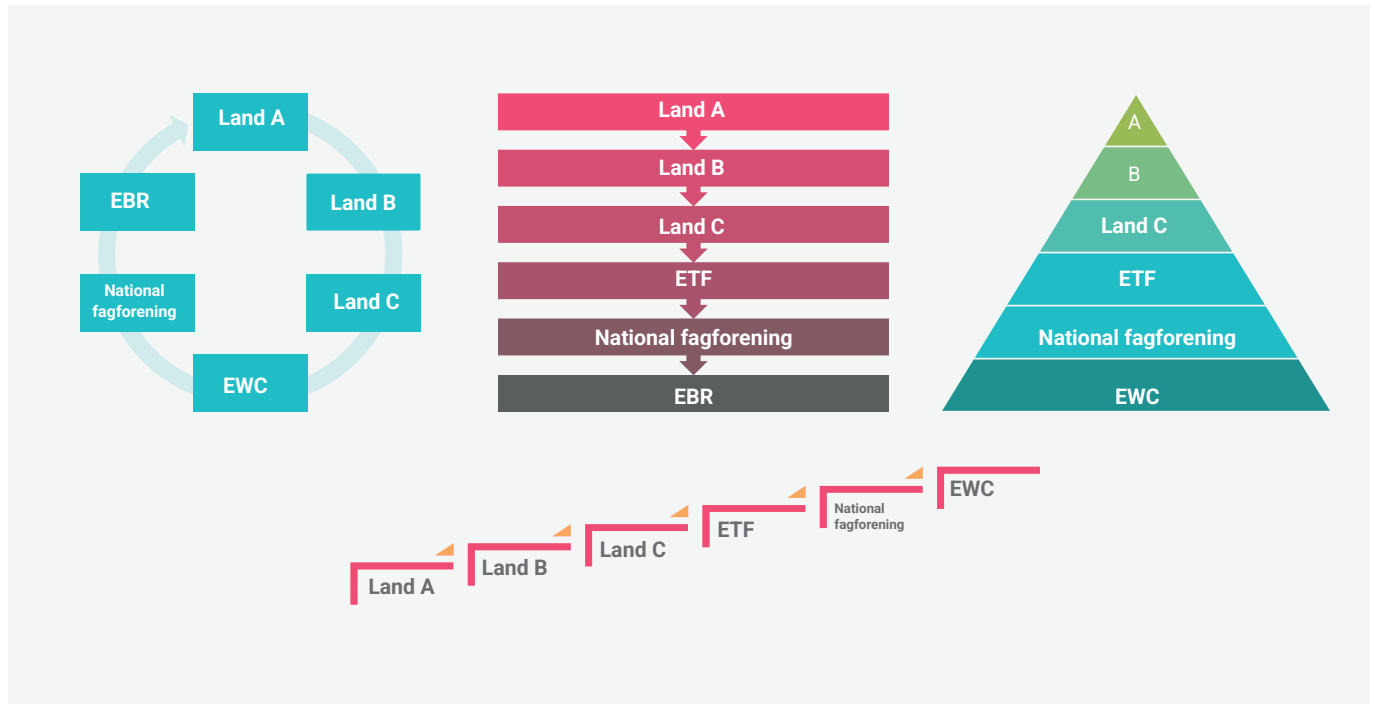 Land A
Land B
Land C
EWC
National
fagforening
EBR
Land A
Land B
Land C
ETF
National fagforening
EBR
A
B
Land C
ETF
National fagforening
EWC
Land A
Land B
Land C
ETF
National
fagforening
EWC